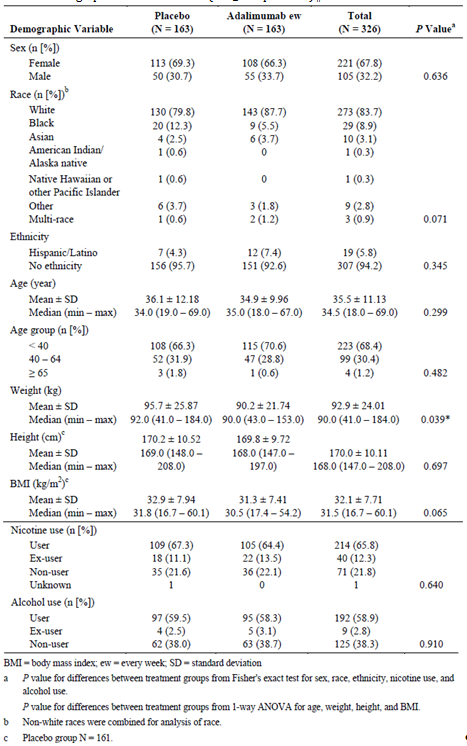 Demographic Variable Placebo (N = 163) Adalimumab ew (N = 163) Total (N = 326) P Valueᵃ
Sex (n [%])
Female 113 (69.3) 108 (66.3) 221 (67.8)
Male 50 (30.7) 55 (33.7) 105 (32.2) 0.636
Race (n [%])ᵇ
White 130 (79.8) 143 (87.7) 273 (83.7)
Black 20 (12.3) 9 (5.5) 29 (8.9)
Asian 4 (2.5) 6 (3.7) 10 (3.1)
American Indian/ 1 (0.6) 0 1 (0.3)
Alaska native
Native Hawaiian or 1 (0.6) 0 1 (0.3)
other Pacific Islander
Other 6 (3.7) 3 (1.8) 9 (2.8)
Multi-race 1 (0.6) 2 (1.2) 3 (0.9) 0.071
Ethnicity
Hispanic/Latino 7 (4.3) 12 (7.4) 19 (5.8)
No ethnicity 156 (95.7) 151 (92.6) 307 (94.2) 0.345
Age (year)
Mean ± SD 36.1 ± 12.18 34.9 ± 9.96 35.5 ± 11.13
Median (min – max) 34.0 (19.0 – 69.0) 35.0 (18.0 – 67.0) 34.5 (18.0 – 69.0) 0.299
Age group (n [%])
< 40 108 (66.3) 115 (70.6) 223 (68.4)
40 – 64 52 (31.9) 47 (28.8) 99 (30.4)
≥ 65 3 (1.8) 1 (0.6) 4 (1.2) 0.482
Weight (kg)
Mean ± SD 95.7 ± 25.87 90.2 ± 21.74 92.9 ± 24.01
Median (min – max) 92.0 (41.0 – 184.0) 90.0 (43.0 – 153.0) 90.0 (41.0 – 184.0) 0.039*
Height (cm)ᶜ 170.2 ± 10.52 169.8 ± 9.72
Mean ± SD 169.0 (148.0 – 168.0 (147.0 – 170.0 ± 10.11
Median (min – max) 208.0) 197.0) 168.0 (147.0 – 208.0) 0.697
BMI (kg/m²)ᶜ
Mean ± SD 32.9 ± 7.94 31.3 ± 7.41 32.1 ± 7.71
Median (min – max) 31.8 (16.7 – 60.1) 30.5 (17.4 – 54.2) 31.5 (16.7 – 60.1) 0.065
Nicotine use (n [%])
User 109 (67.3) 105 (64.4) 214 (65.8)
Ex-user 18 (11.1) 22 (13.5) 40 (12.3)
Non-user 35 (21.6) 36 (22.1) 71 (21.8)
Unknown 1 0 1 0.640
Alcohol use (n [%])
User 97 (59.5) 95 (58.3) 192 (58.9)
Ex-user 4 (2.5) 5 (3.1) 9 (2.8)
Non-user 62 (38.0) 63 (38.7) 125 (38.3) 0.910
BMI = body mass index; ew = every week; SD = standard deviation
a P value for differences between treatment groups from Fisher's exact test for sex, race, ethnicity, nicotine use, and
alcohol use.
P value for differences between treatment groups from 1-way ANOVA for age, weight, height, and BMI.
b Non-white races were combined for analysis of race.
c Placebo group N = 161.